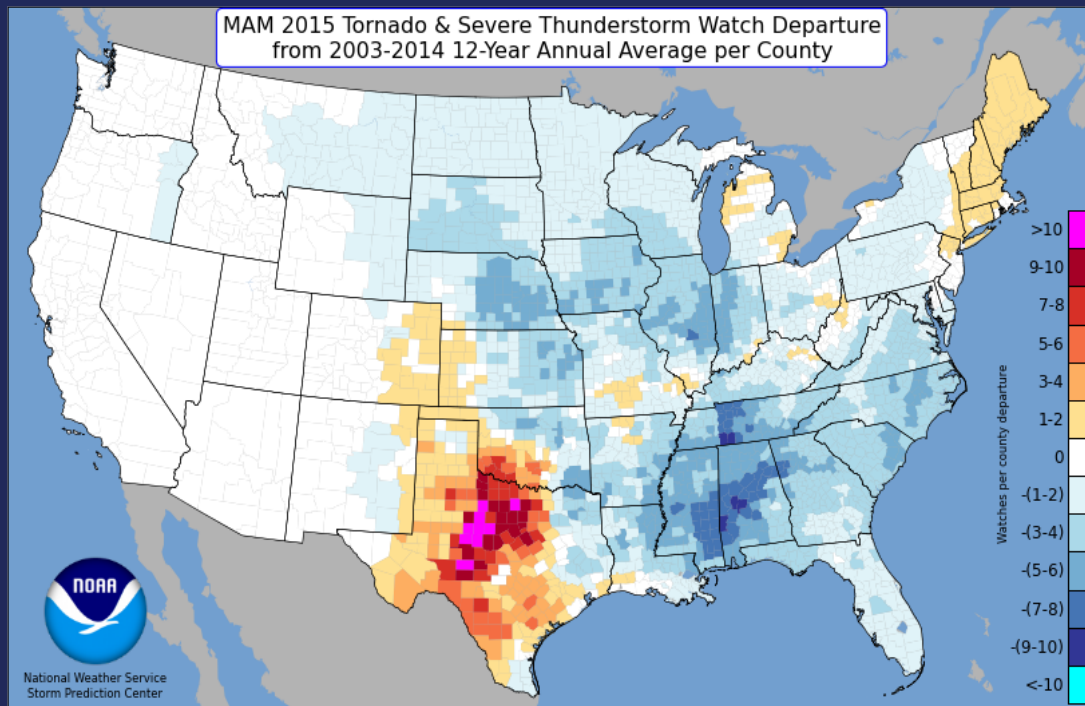 MAM 2015 Tornado & Severe Thunderstorm Watch Departure
from 2003-2014 12-Year Annual Average per County
>10
9-10
7-8
5-6
3-4
1-2
0
-(1-2)
-(3-4)
-(5-6)
-(7-8)
-(9-10)
<-10
Watches per county departure
NOAA
National Weather Service
Storm Prediction Center